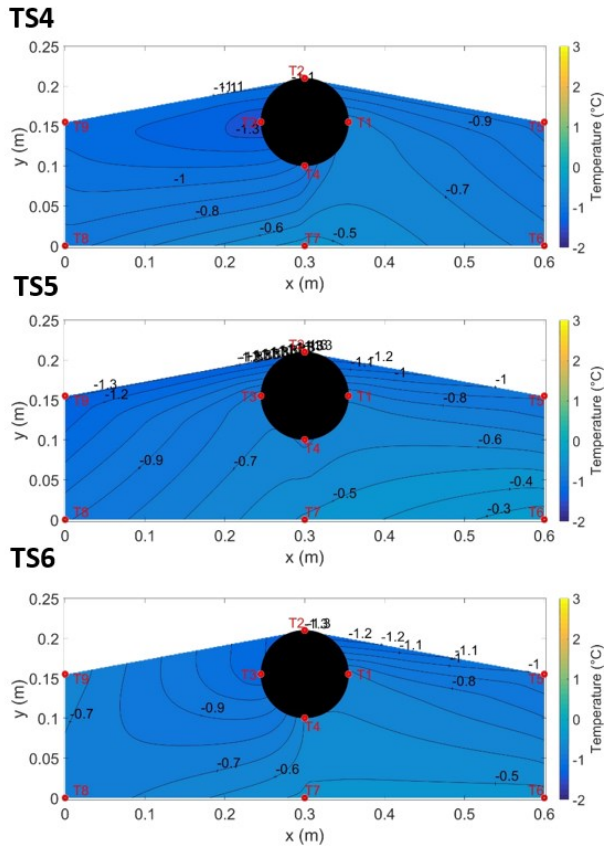 TS4
0.25
0.2
0.15
0.1
0.05
0
y (m)
T2
-1.1
T9
-1.3
T3
T1
-0.9
T5
T4
-1
-0.8
-0.7
-0.6
-0.5
T8
T7
T6
0
0.1
0.2
0.3
0.4
0.5
0.6
x (m)
3
2
1
0
-1
-2
Temperature (°C)
TS5
0.25
0.2
0.15
0.1
0.05
0
y (m)
T2
-1.2
-1.1
-1
-1
-1.3
-1.2
T9
T3
T1
-0.8
T5
T4
-0.6
-0.9
-0.7
-0.5
-0.4
-0.3
T8
T7
T6
0
0.1
0.2
0.3
0.4
0.5
0.6
x (m)
3
2
1
0
-1
-2
Temperature (°C)
TS6
0.25
0.2
0.15
0.1
0.05
0
y (m)
T2
-1.3
-1.2
-1.2
-1.1
-1
-1
T9
T3
T1
-0.8
T5
-0.7
-0.9
T4
-0.7
-0.6
-0.5
T8
T7
T6
0
0.1
0.2
0.3
0.4
0.5
0.6
x (m)
3
2
1
0
-1
-2
Temperature (°C)